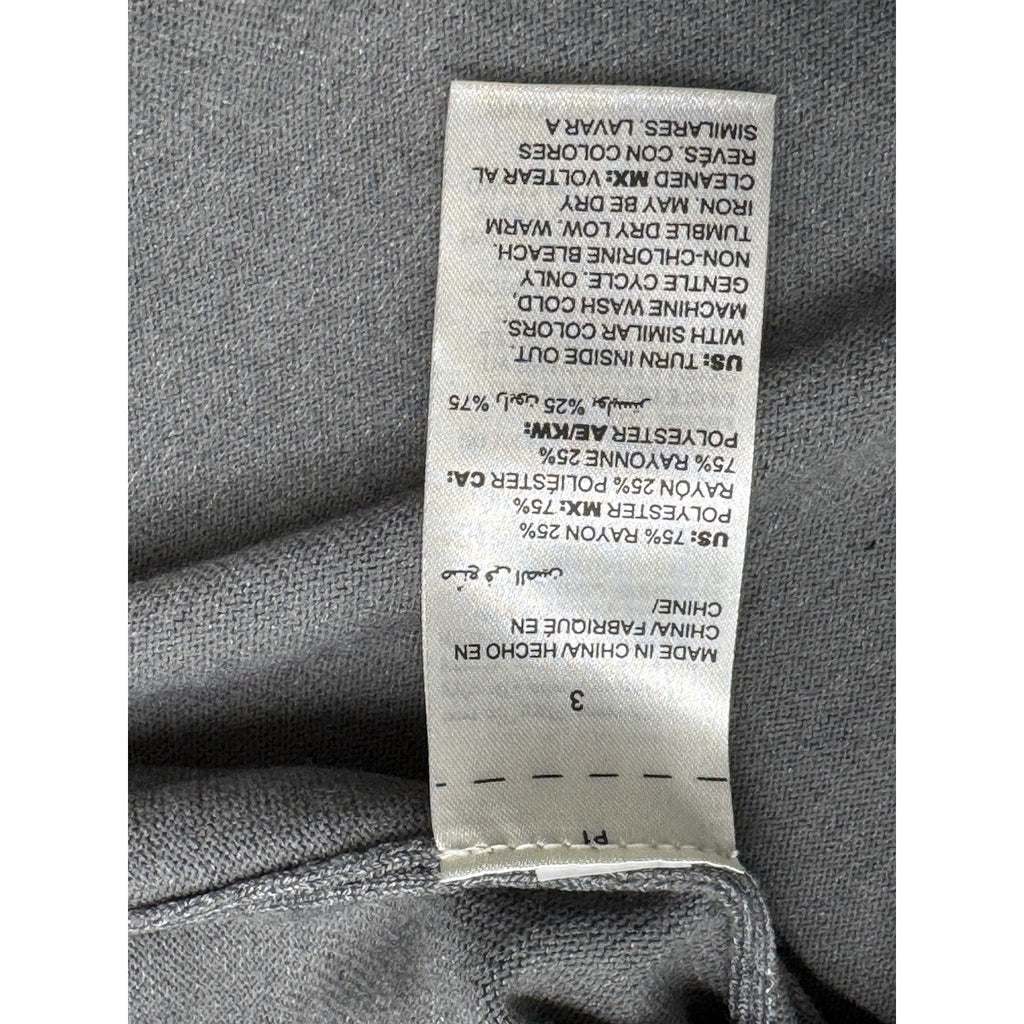 P1
3
MADE IN CHINA/ HECHO EN
CHINA/ FABRIQUÉ EN
CHINE/
صنع في الصين
US: 75% RAYON 25%
POLYESTER MX: 75%
RAYÓN 25% POLIÉSTER CA:
75% RAYONNE 25%
POLYESTER AE/KW:
75% رايون 25% بوليستر
US: TURN INSIDE OUT.
WITH SIMILAR COLORS.
MACHINE WASH COLD,
GENTLE CYCLE. ONLY
NON-CHLORINE BLEACH.
TUMBLE DRY LOW. WARM
IRON. MAY BE DRY
CLEANED MX: VOLTEAR AL
REVÉS. CON COLORES
SIMILARES. LAVAR A